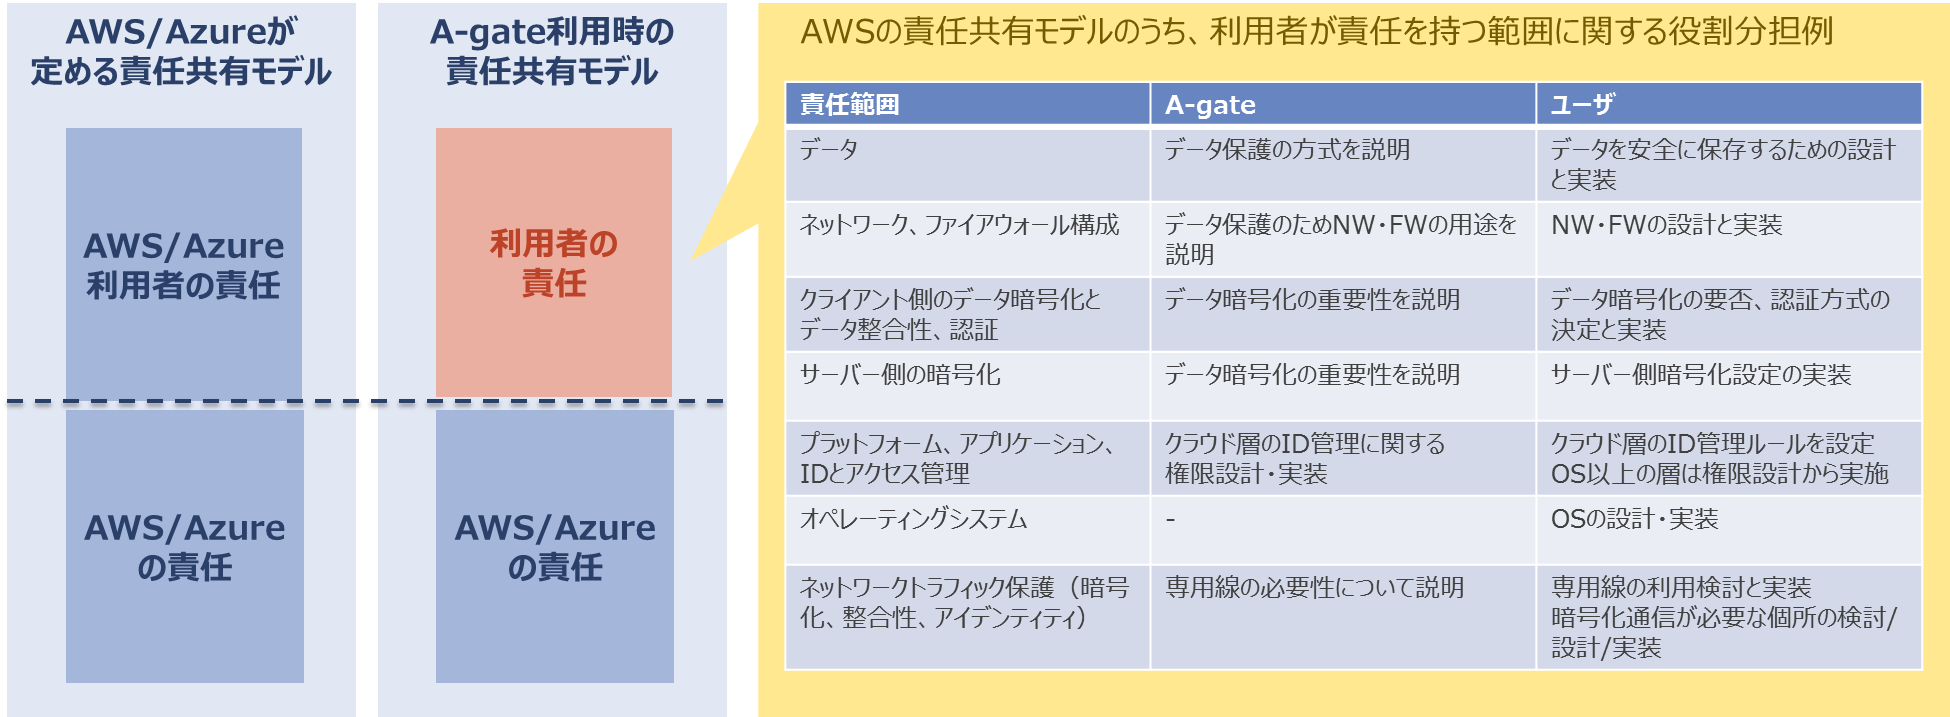 AWS/Azureが
定める責任共有モデル
AWS/Azure
利用者の責任
AWS/Azure
の責任
A-gate利用時の
責任共有モデル
利用者の
責任
AWS/Azure
の責任
AWSの責任共有モデルのうち、利用者が責任を持つ範囲に関する役割分担例
責任範囲
A-gate
ユーザ
データ
データ保護の方式を説明
データを安全に保存するための設計
と実装
ネットワーク、ファイアウォール構成
データ保護のためNW・FWの用途を
説明
NW・FWの設計と実装
クライアント側のデータ暗号化と
データ整合性、認証
データ暗号化の重要性を説明
データ暗号化の要否、認証方式の
決定と実装
サーバー側の暗号化
データ暗号化の重要性を説明
サーバー側暗号化設定の実装
プラットフォーム、アプリケーション、
IDとアクセス管理
クラウド層のID管理に関する
権限設計・実装
クラウド層のID管理ルールを設定
OS以上の層は権限設計から実施
オペレーティングシステム
-
OSの設計・実装
ネットワークトラフィック保護（暗号
化、整合性、アイデンティティ）
専用線の必要性について説明
専用線の利用検討と実装
暗号化通信が必要な個所の検討/
設計/実装